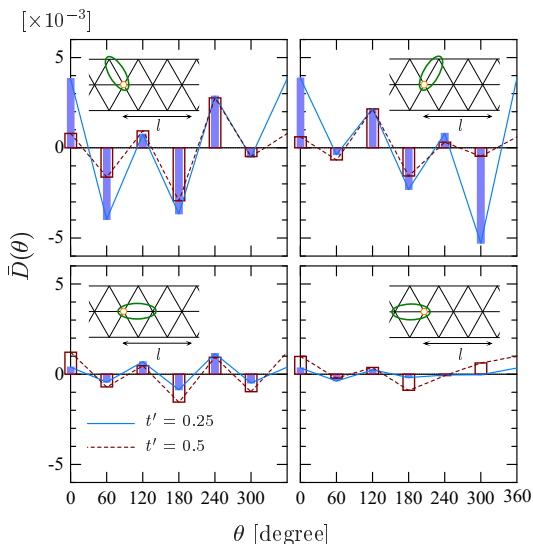 [×10⁻³]
5
0
-5
l
l
D̄(θ)
5
0
-5
l
l
t′ = 0.25
t′ = 0.5
0 60 120 180 240 300 0 60 120 180 240 300 360
θ [degree]